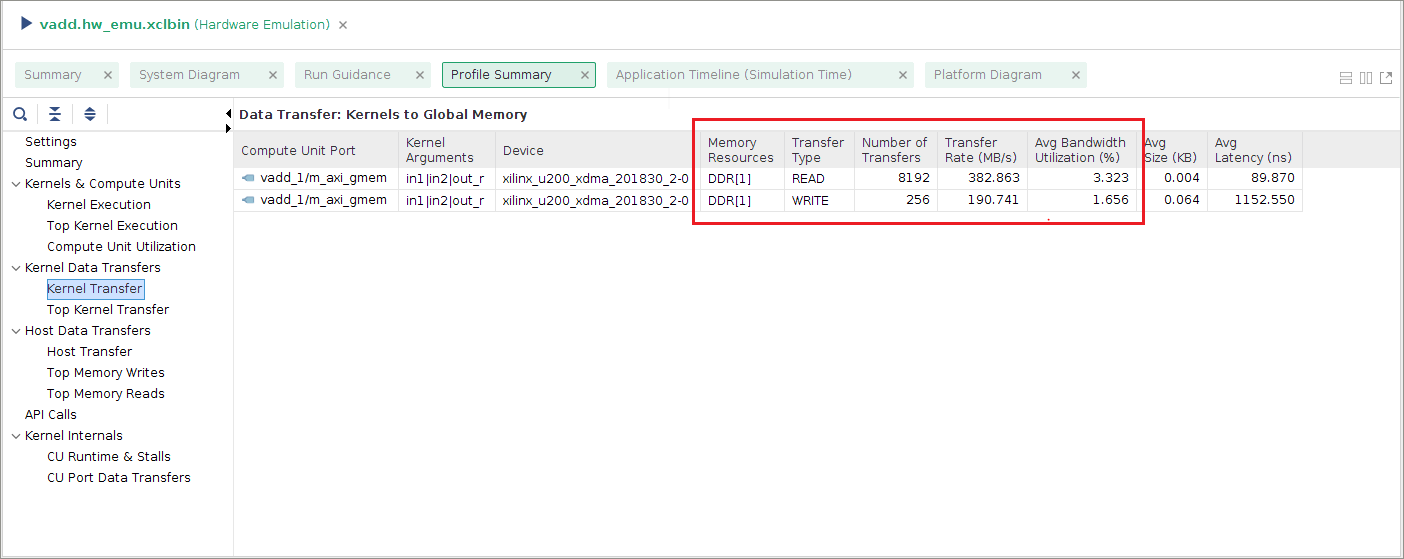 vadd.hw_emu.xclbin (Hardware Emulation)
Summary System Diagram Run Guidance Profile Summary Application Timeline (Simulation Time) Platform Diagram
Settings
Summary
Kernels & Compute Units
Kernel Execution
Top Kernel Execution
Compute Unit Utilization
Kernel Data Transfers
Kernel Transfer
Top Kernel Transfer
Host Data Transfers
Host Transfer
Top Memory Writes
Top Memory Reads
API Calls
Kernel Internals
CU Runtime & Stalls
CU Port Data Transfers
Data Transfer: Kernels to Global Memory
Compute Unit Port Kernel Arguments Device Memory Resources Transfer Type Number of Transfers Transfer Rate (MB/s) Avg Bandwidth Utilization (%) Avg Size (KB) Avg Latency (ns)
vadd_1/m_axi_gmem in1|in2|out_r xilinx_u200_xdma_201830_2-0 DDR[1] READ 8192 382.863 3.323 0.004 89.870
vadd_1/m_axi_gmem in1|in2|out_r xilinx_u200_xdma_201830_2-0 DDR[1] WRITE 256 190.741 1.656 0.064 1152.550